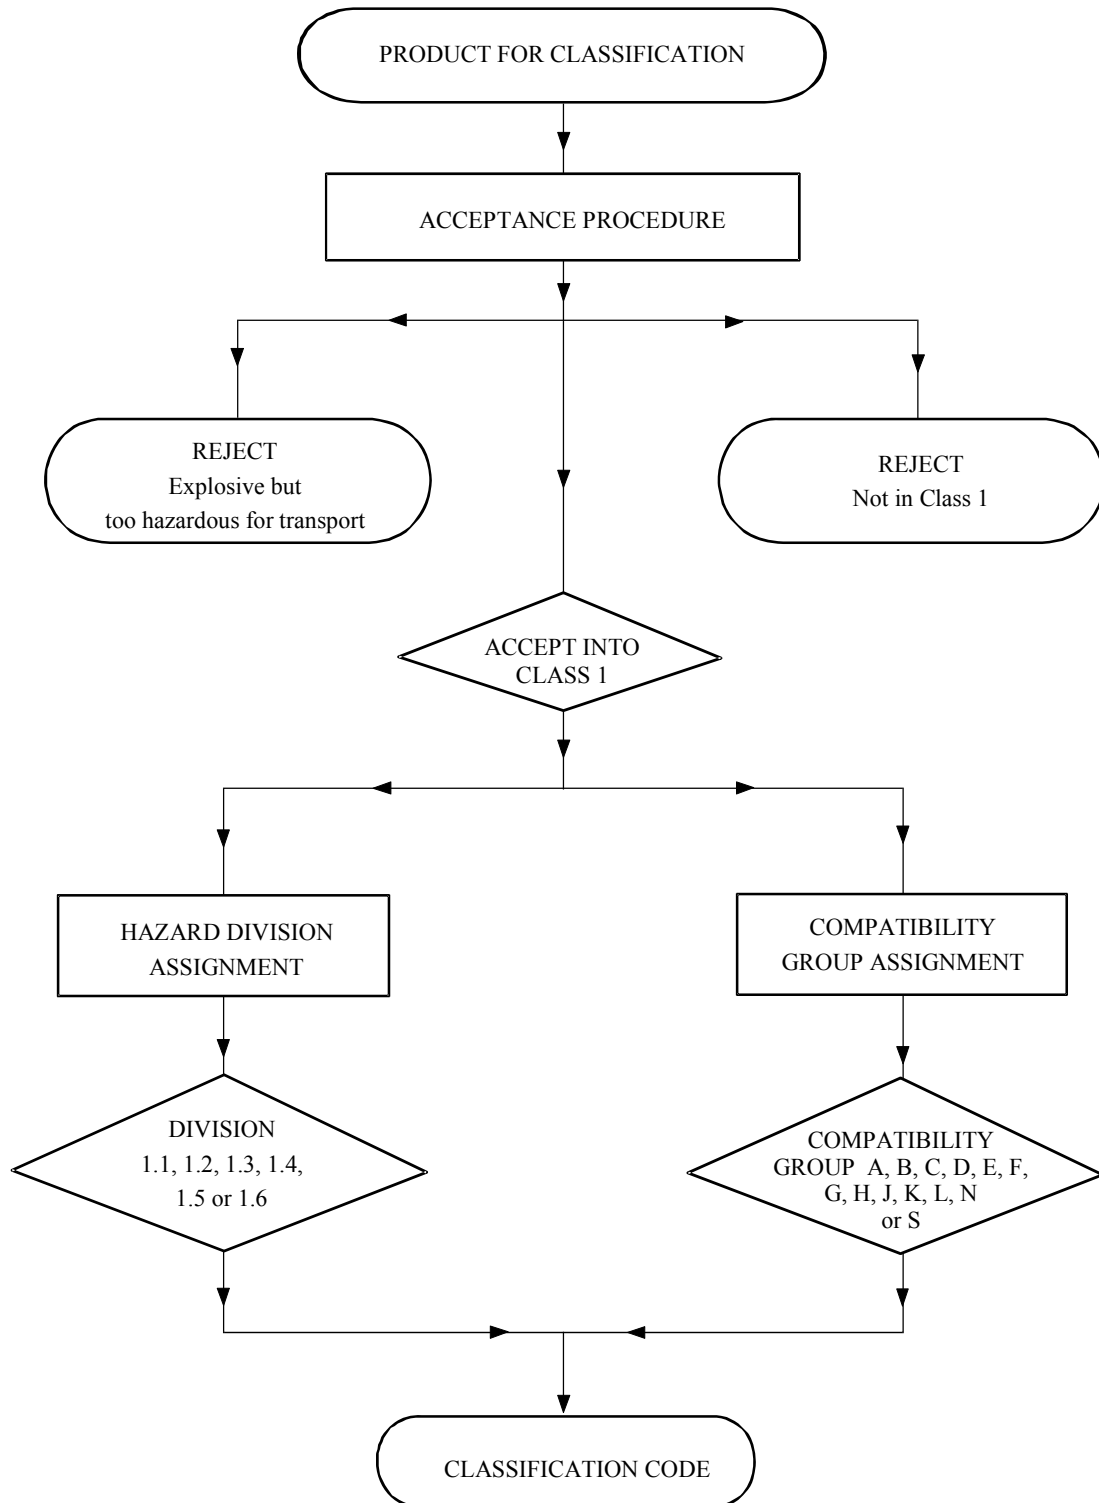 PRODUCT FOR CLASSIFICATION
ACCEPTANCE PROCEDURE
REJECT
Explosive but
too hazardous for transport
REJECT
Not in Class 1
ACCEPT INTO
CLASS 1
HAZARD DIVISION
ASSIGNMENT
COMPATIBILITY
GROUP ASSIGNMENT
DIVISION
1.1, 1.2, 1.3, 1.4,
1.5 or 1.6
COMPATIBILITY
GROUP A, B, C, D, E, F,
G, H, J, K, L, N
or S
CLASSIFICATION CODE